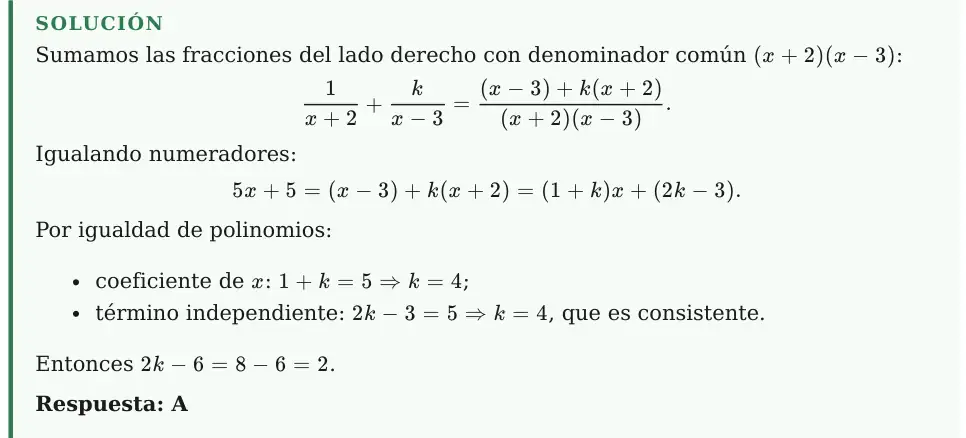 SOLUCIÓN
Sumamos las fracciones del lado derecho con denominador común (x + 2)(x − 3):
1/(x + 2) + k/(x − 3) = ((x − 3) + k(x + 2))/((x + 2)(x − 3)).
Igualando numeradores:
5x + 5 = (x − 3) + k(x + 2) = (1 + k)x + (2k − 3).
Por igualdad de polinomios:
• coeficiente de x: 1 + k = 5 ⇒ k = 4;
• término independiente: 2k − 3 = 5 ⇒ k = 4, que es consistente.
Entonces 2k − 6 = 8 − 6 = 2.
Respuesta: A